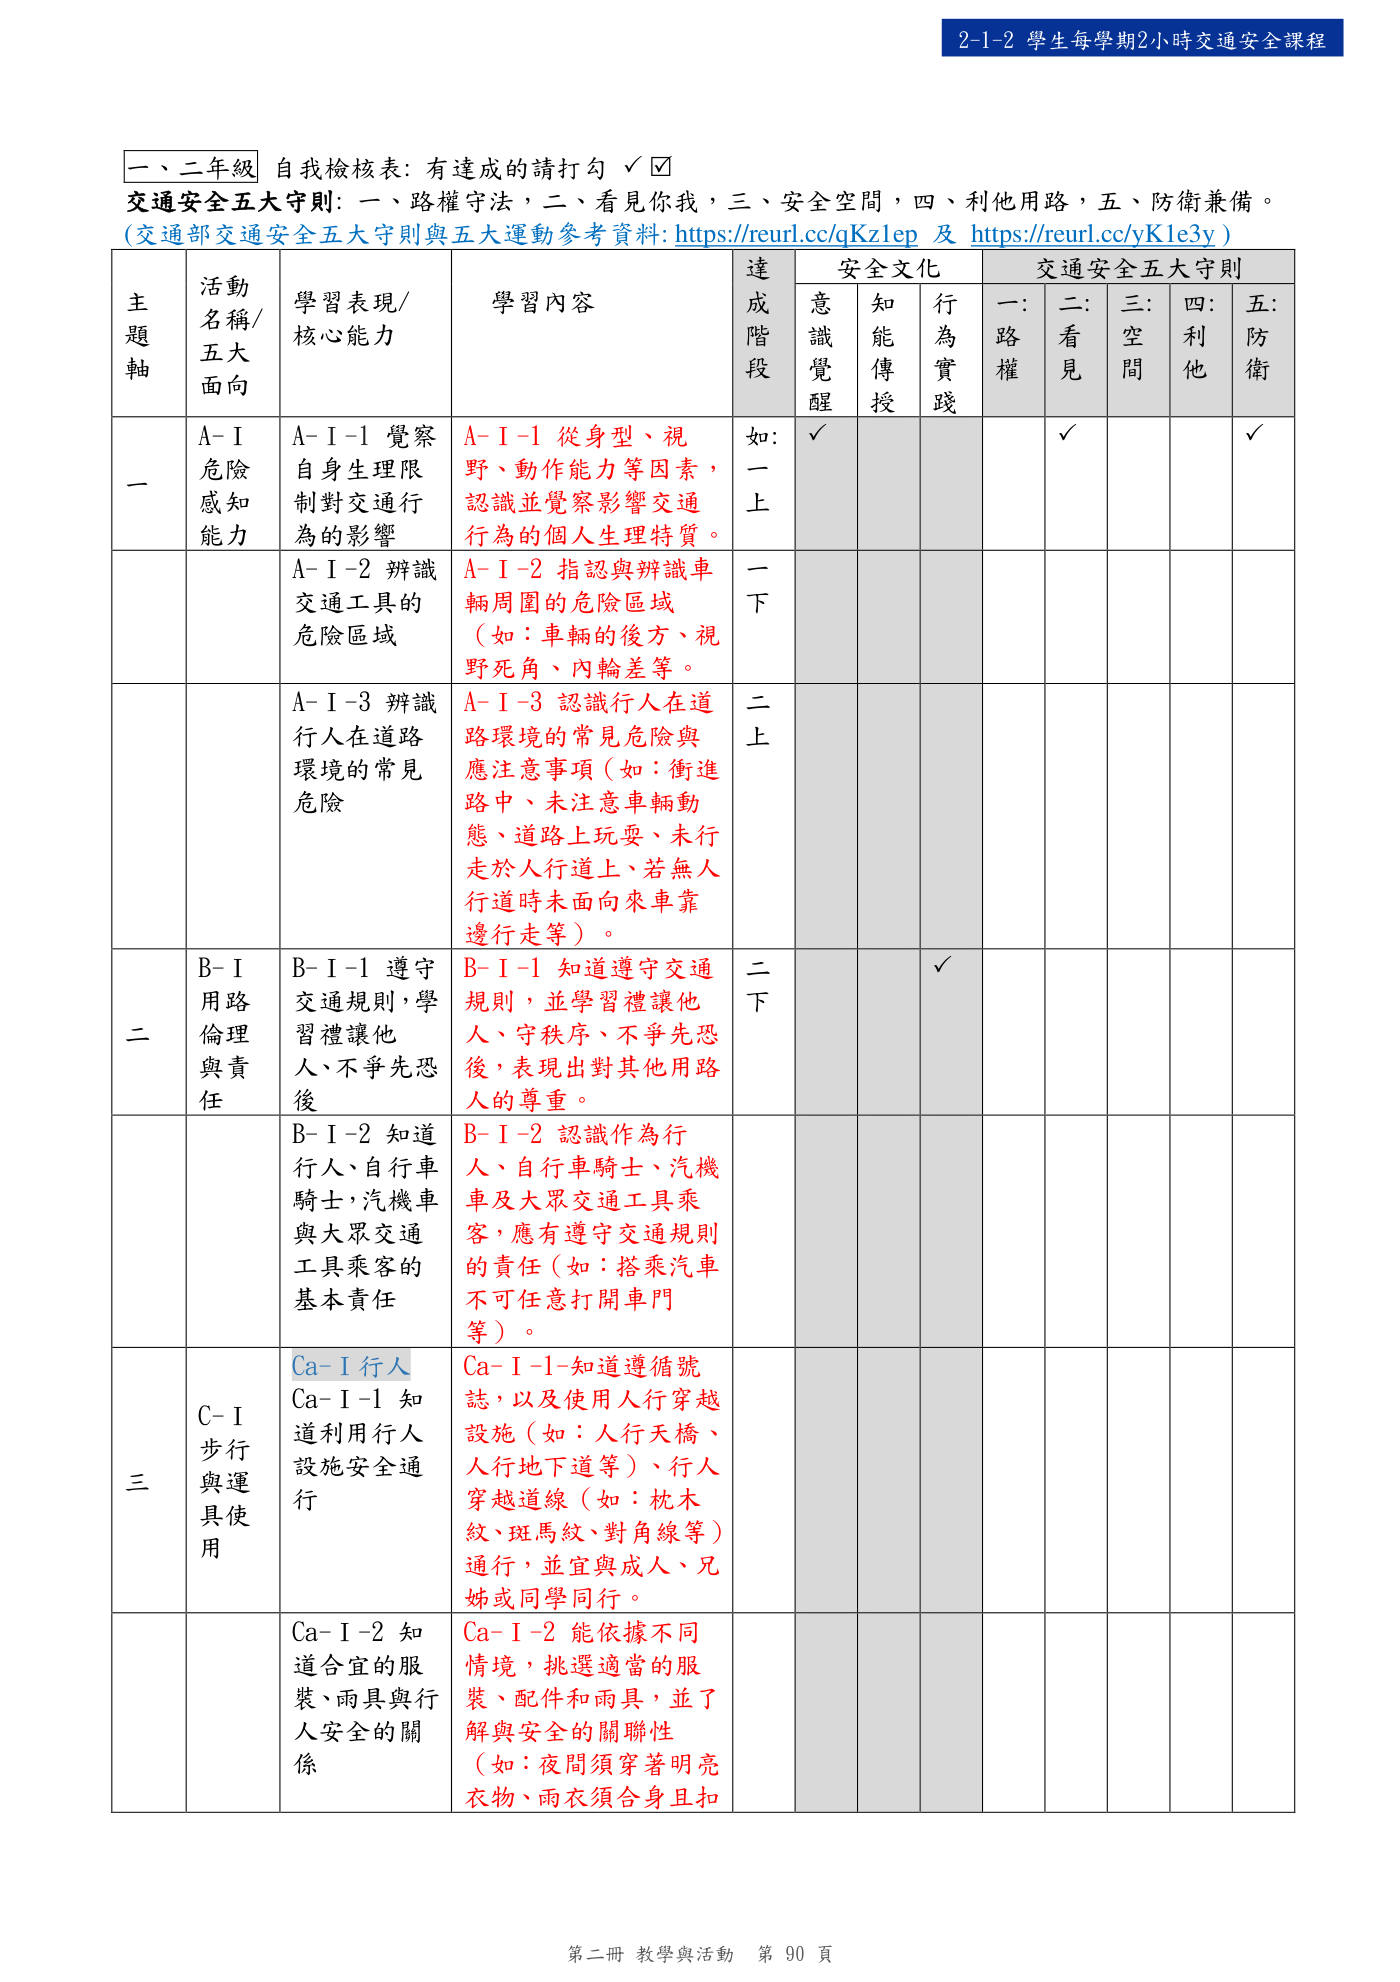 2-1-2 學生每學期2小時交通安全課程
一、二年級 自我檢核表: 有達成的請打勾 ✓ ☑
交通安全五大守則: 一、路權守法，二、看見你我，三、安全空間，四、利他用路，五、防衛兼備。
(交通部交通安全五大守則與五大運動參考資料: https://reurl.cc/qKz1ep 及 https://reurl.cc/yK1e3y )
主
題
軸
活動
名稱/
五大
面向
學習表現/
核心能力
學習內容
達
成
階
段
安全文化
意
識
覺
醒
知
能
傳
授
行
為
實
踐
交通安全五大守則
一:
路
權
二:
看
見
三:
空
間
四:
利
他
五:
防
衛
一
A-Ⅰ
危險
感知
能力
A-Ⅰ-1 覺察
自身生理限
制對交通行
為的影響
A-Ⅰ-1 從身型、視
野、動作能力等因素，
認識並覺察影響交通
行為的個人生理特質。
如:
一
上
✓ ✓ ✓
A-Ⅰ-2 辨識
交通工具的
危險區域
A-Ⅰ-2 指認與辨識車
輛周圍的危險區域
（如：車輛的後方、視
野死角、內輪差等。
一
下
A-Ⅰ-3 辨識
行人在道路
環境的常見
危險
A-Ⅰ-3 認識行人在道
路環境的常見危險與
應注意事項（如：衝進
路中、未注意車輛動
態、道路上玩耍、未行
走於人行道上、若無人
行道時未面向來車靠
邊行走等）。
二
上
二
B-Ⅰ
用路
倫理
與責
任
B-Ⅰ-1 遵守
交通規則，學
習禮讓他
人、不爭先恐
後
B-Ⅰ-1 知道遵守交通
規則，並學習禮讓他
人、守秩序、不爭先恐
後，表現出對其他用路
人的尊重。
二
下
✓
B-Ⅰ-2 知道
行人、自行車
騎士，汽機車
與大眾交通
工具乘客的
基本責任
B-Ⅰ-2 認識作為行
人、自行車騎士、汽機
車及大眾交通工具乘
客，應有遵守交通規則
的責任（如：搭乘汽車
不可任意打開車門
等）。
三
C-Ⅰ
步行
與運
具使
用
Ca-Ⅰ行人
Ca-Ⅰ-1 知
道利用行人
設施安全通
行
Ca-Ⅰ-1-知道遵循號
誌，以及使用人行穿越
設施（如：人行天橋、
人行地下道等）、行人
穿越道線（如：枕木
紋、斑馬紋、對角線等）
通行，並宜與成人、兄
姊或同學同行。
Ca-Ⅰ-2 知
道合宜的服
裝、雨具與行
人安全的關
係
Ca-Ⅰ-2 能依據不同
情境，挑選適當的服
裝、配件和雨具，並了
解與安全的關聯性
（如：夜間須穿著明亮
衣物、雨衣須合身且扣
第二冊 教學與活動 第 90 頁